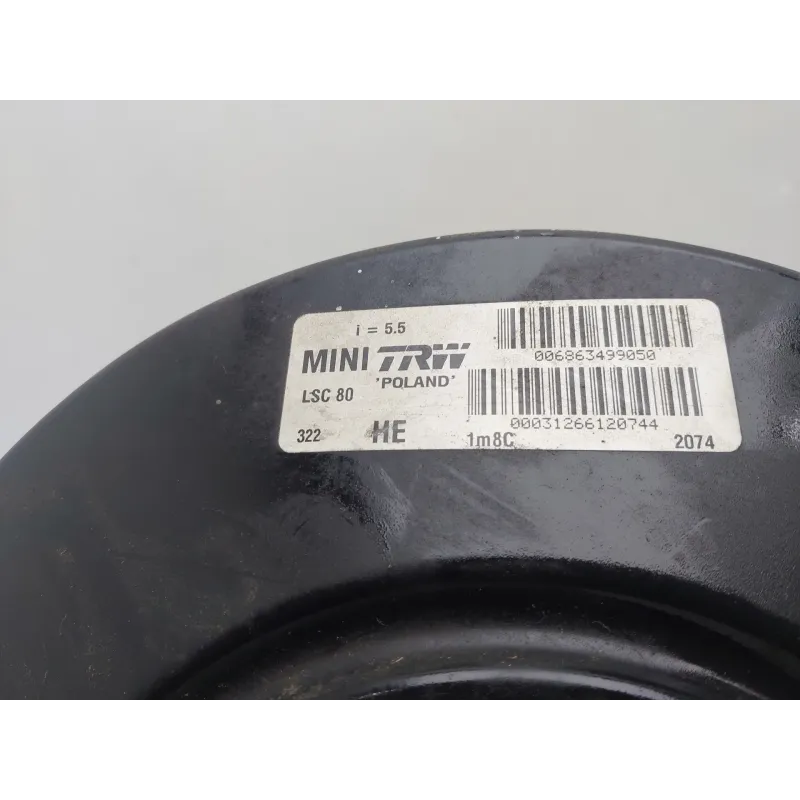 i = 5.5
MINI TRW
006863499050
LSC 80 'POLAND'
00031266120744
322 HE 1m8C 2074